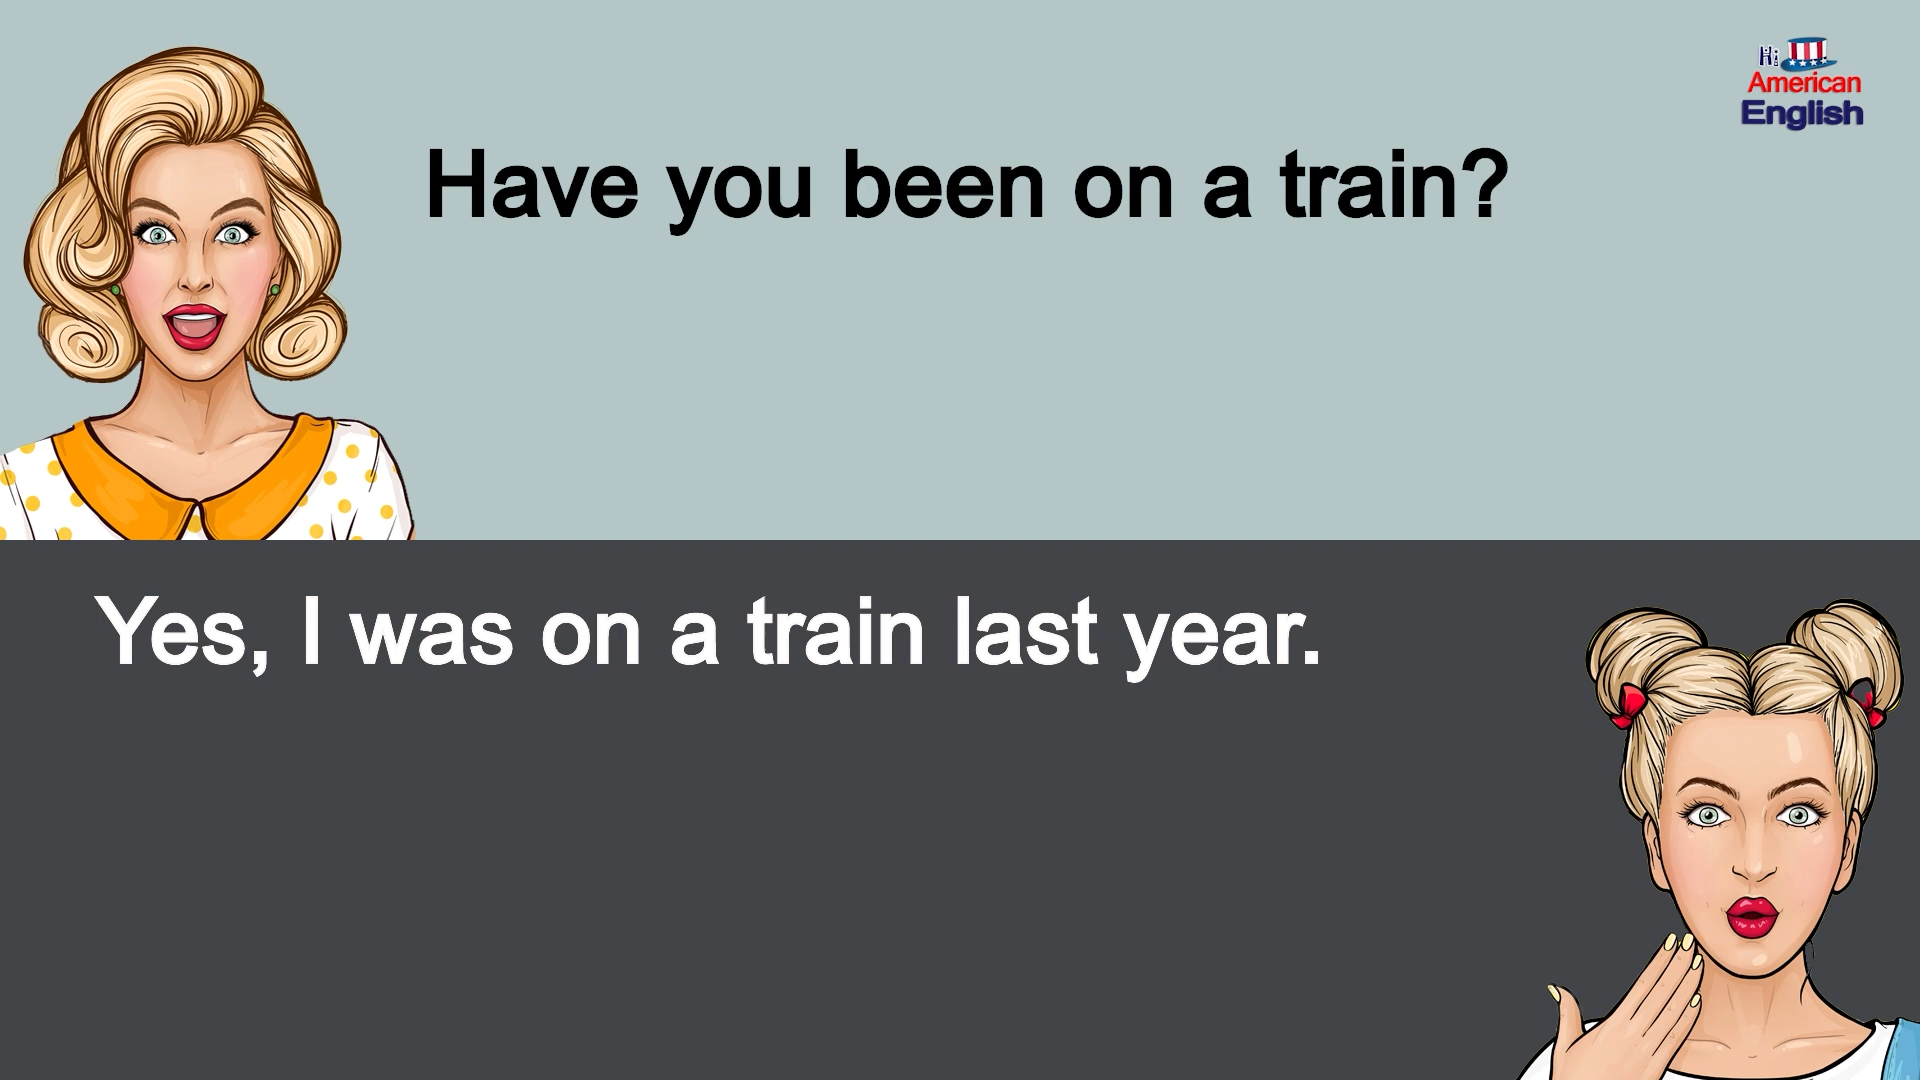 Hi
American
English
Have you been on a train?
Yes, I was on a train last year.